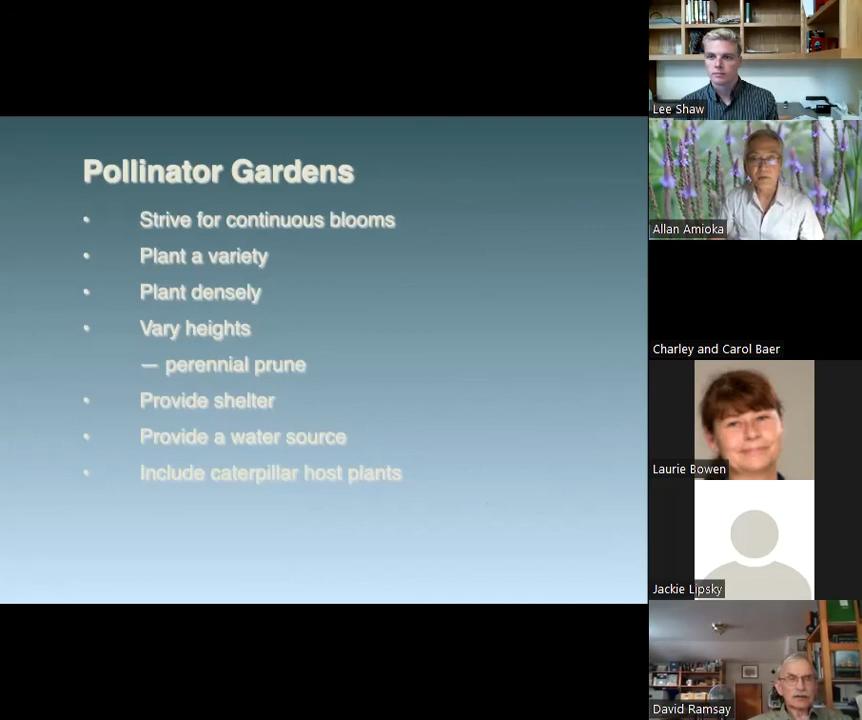 Pollinator Gardens
• Strive for continuous blooms
• Plant a variety
• Plant densely
• Vary heights
— perennial prune
• Provide shelter
• Provide a water source
• Include caterpillar host plants
Lee Shaw
Allan Amioka
Charley and Carol Baer
Laurie Bowen
Jackie Lipsky
David Ramsay